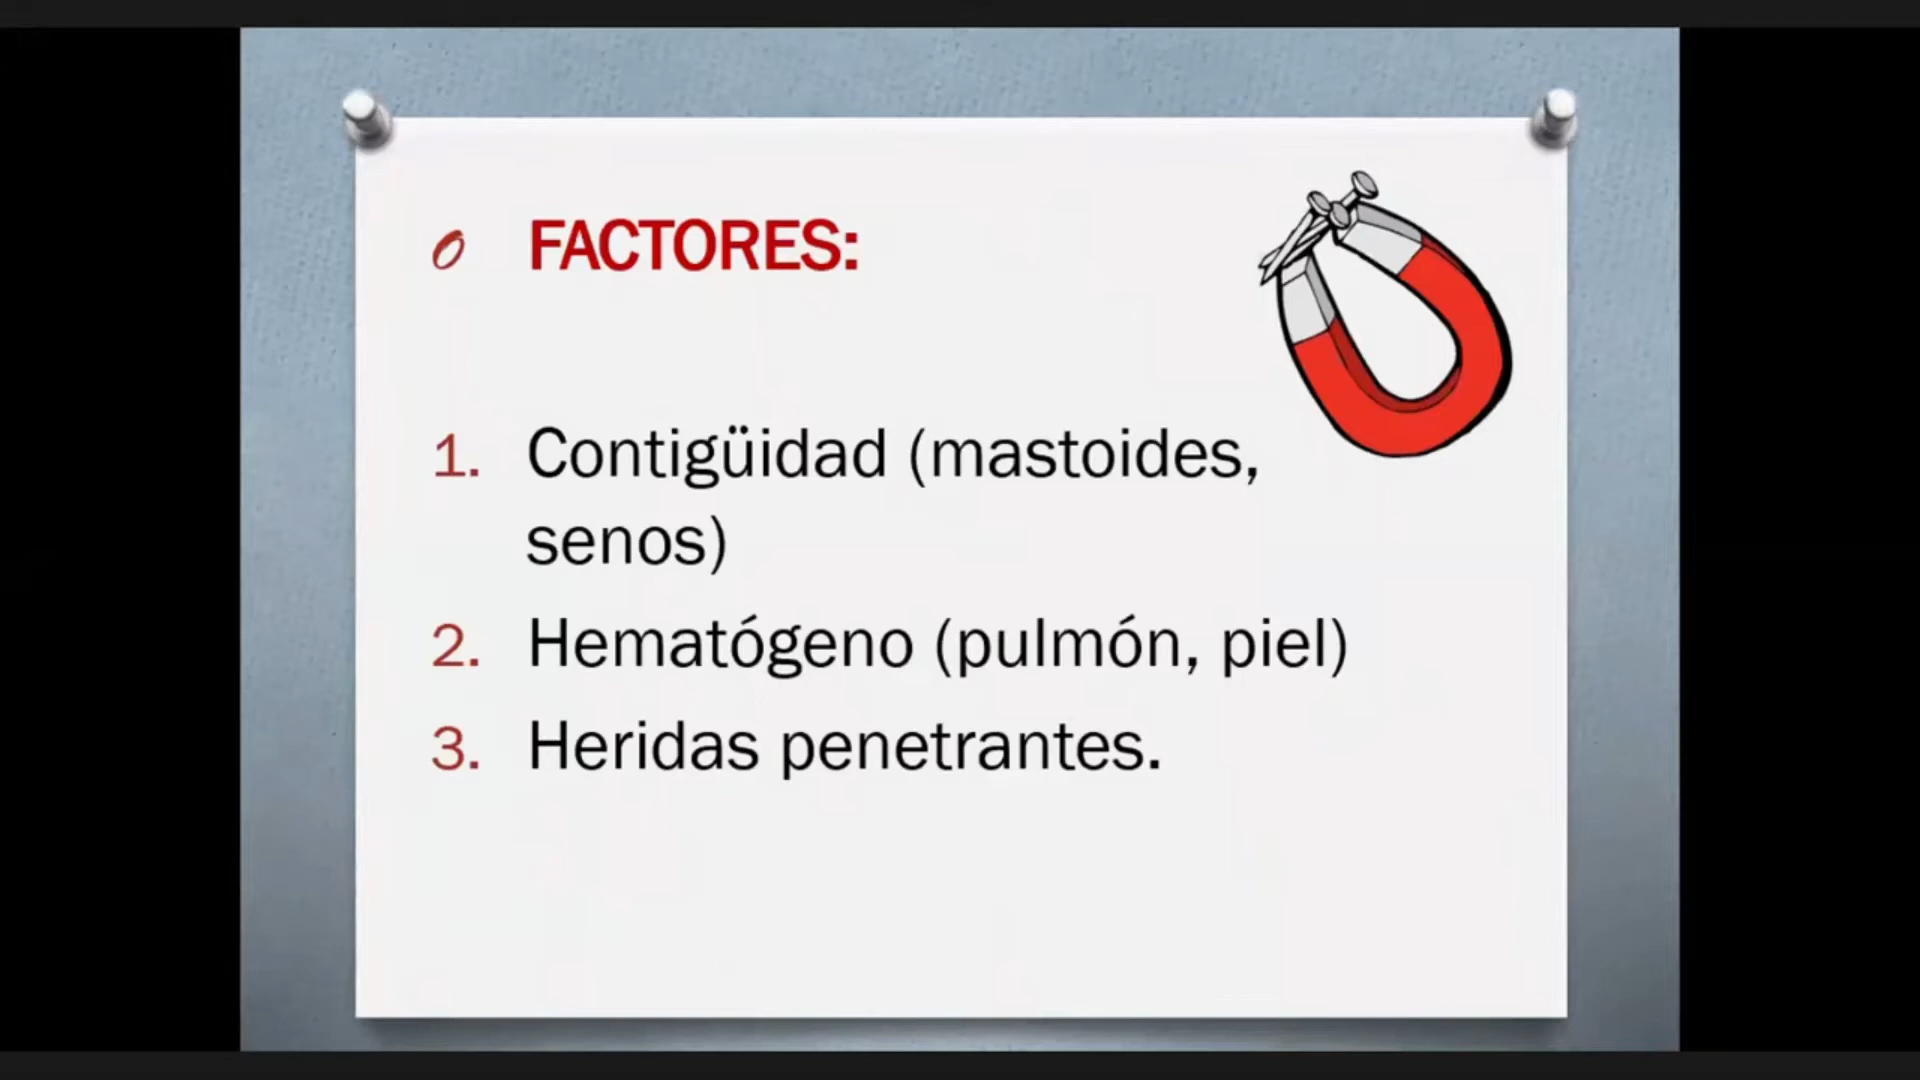 FACTORES:
1. Contigüidad (mastoides,
senos)
2. Hematógeno (pulmón, piel)
3. Heridas penetrantes.